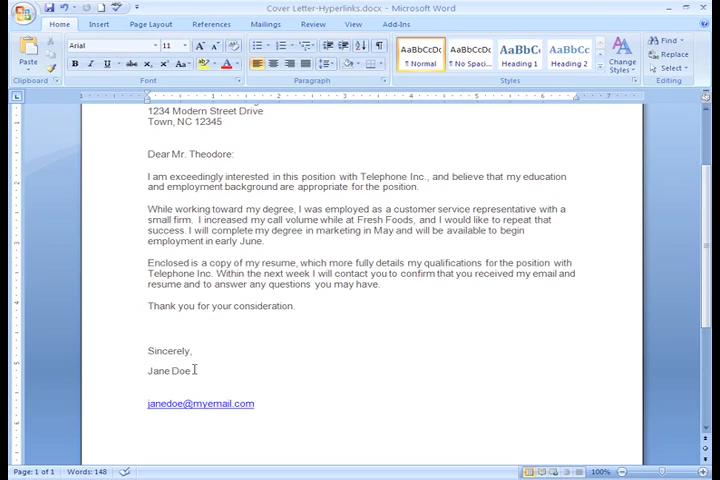 Cover Letter-Hyperlinks.docx - Microsoft Word
Home Insert Page Layout References Mailings Review View Add-Ins
Arial 11
Paste
AaBbCcDc AaBbCcDc AaBbC AaBbCc
¶ Normal ¶ No Spaci... Heading 1 Heading 2
Change Styles
Find
Replace
Select
Clipboard Font Paragraph Styles Editing
1234 Modern Street Drive
Town, NC 12345
Dear Mr. Theodore:
I am exceedingly interested in this position with Telephone Inc., and believe that my education
and employment background are appropriate for the position.
While working toward my degree, I was employed as a customer service representative with a
small firm. I increased my call volume while at Fresh Foods, and I would like to repeat that
success. I will complete my degree in marketing in May and will be available to begin
employment in early June.
Enclosed is a copy of my resume, which more fully details my qualifications for the position with
Telephone Inc. Within the next week I will contact you to confirm that you received my email and
resume and to answer any questions you may have.
Thank you for your consideration.
Sincerely,
Jane Doe
janedoe@myemail.com
Page: 1 of 1 Words: 148 100%